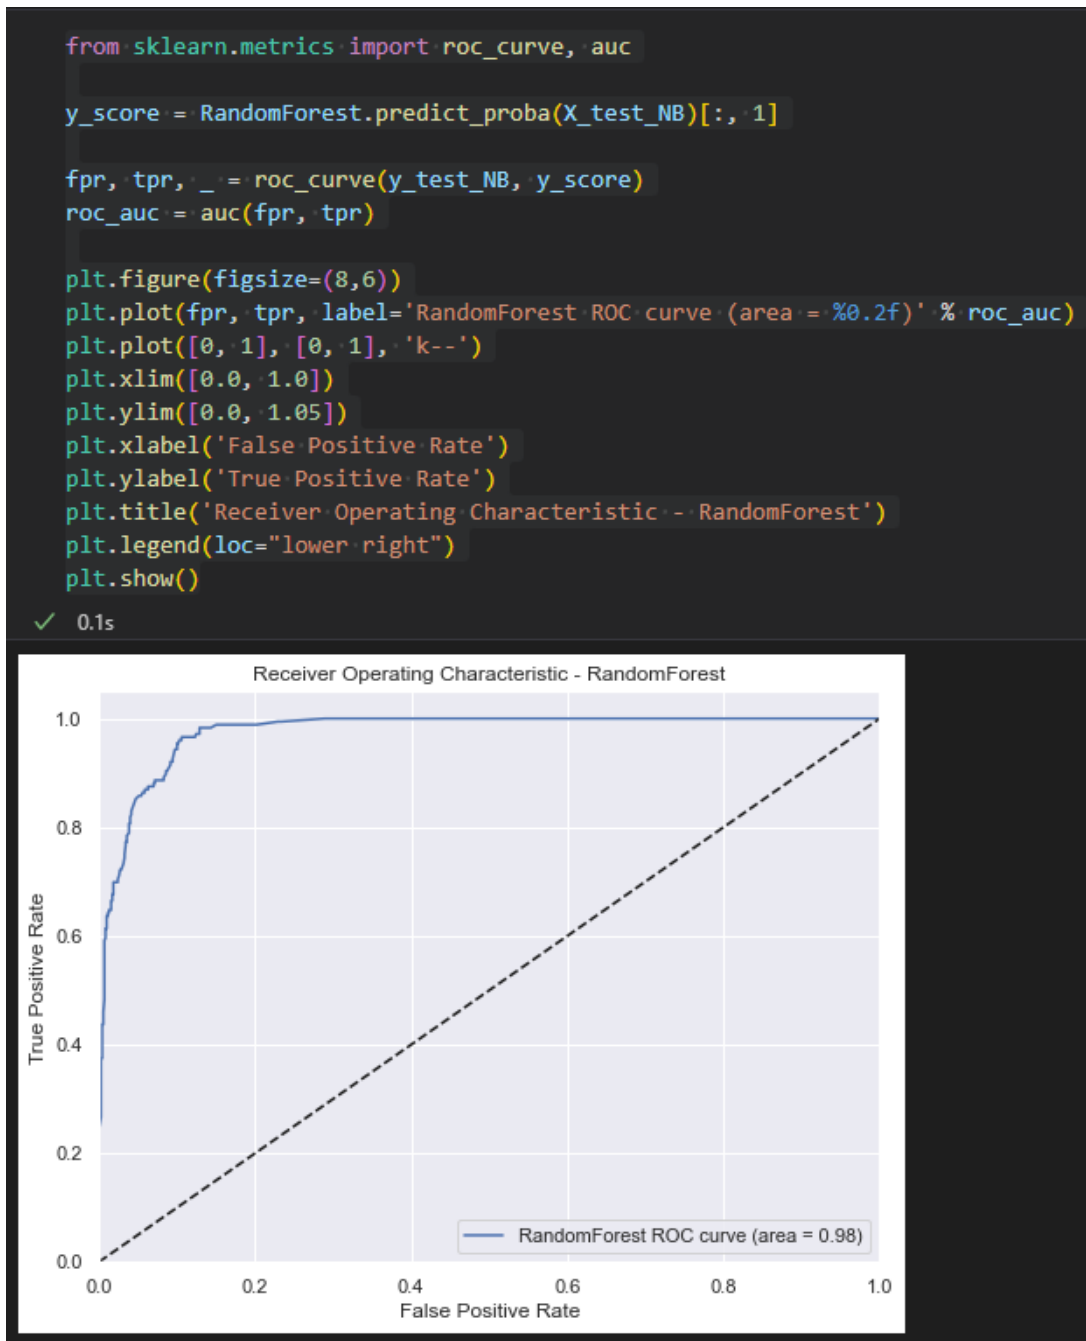 from sklearn.metrics import roc_curve, auc
y_score = RandomForest.predict_proba(X_test_NB)[:, 1]
fpr, tpr, _ = roc_curve(y_test_NB, y_score)
roc_auc = auc(fpr, tpr)
plt.figure(figsize=(8,6))
plt.plot(fpr, tpr, label='RandomForest ROC curve (area = %0.2f)' % roc_auc)
plt.plot([0, 1], [0, 1], 'k--')
plt.xlim([0.0, 1.0])
plt.ylim([0.0, 1.05])
plt.xlabel('False Positive Rate')
plt.ylabel('True Positive Rate')
plt.title('Receiver Operating Characteristic - RandomForest')
plt.legend(loc="lower right")
plt.show()
0.1s
Receiver Operating Characteristic - RandomForest
True Positive Rate
1.0
0.8
0.6
0.4
0.2
0.0
RandomForest ROC curve (area = 0.98)
0.0 0.2 0.4 0.6 0.8 1.0
False Positive Rate